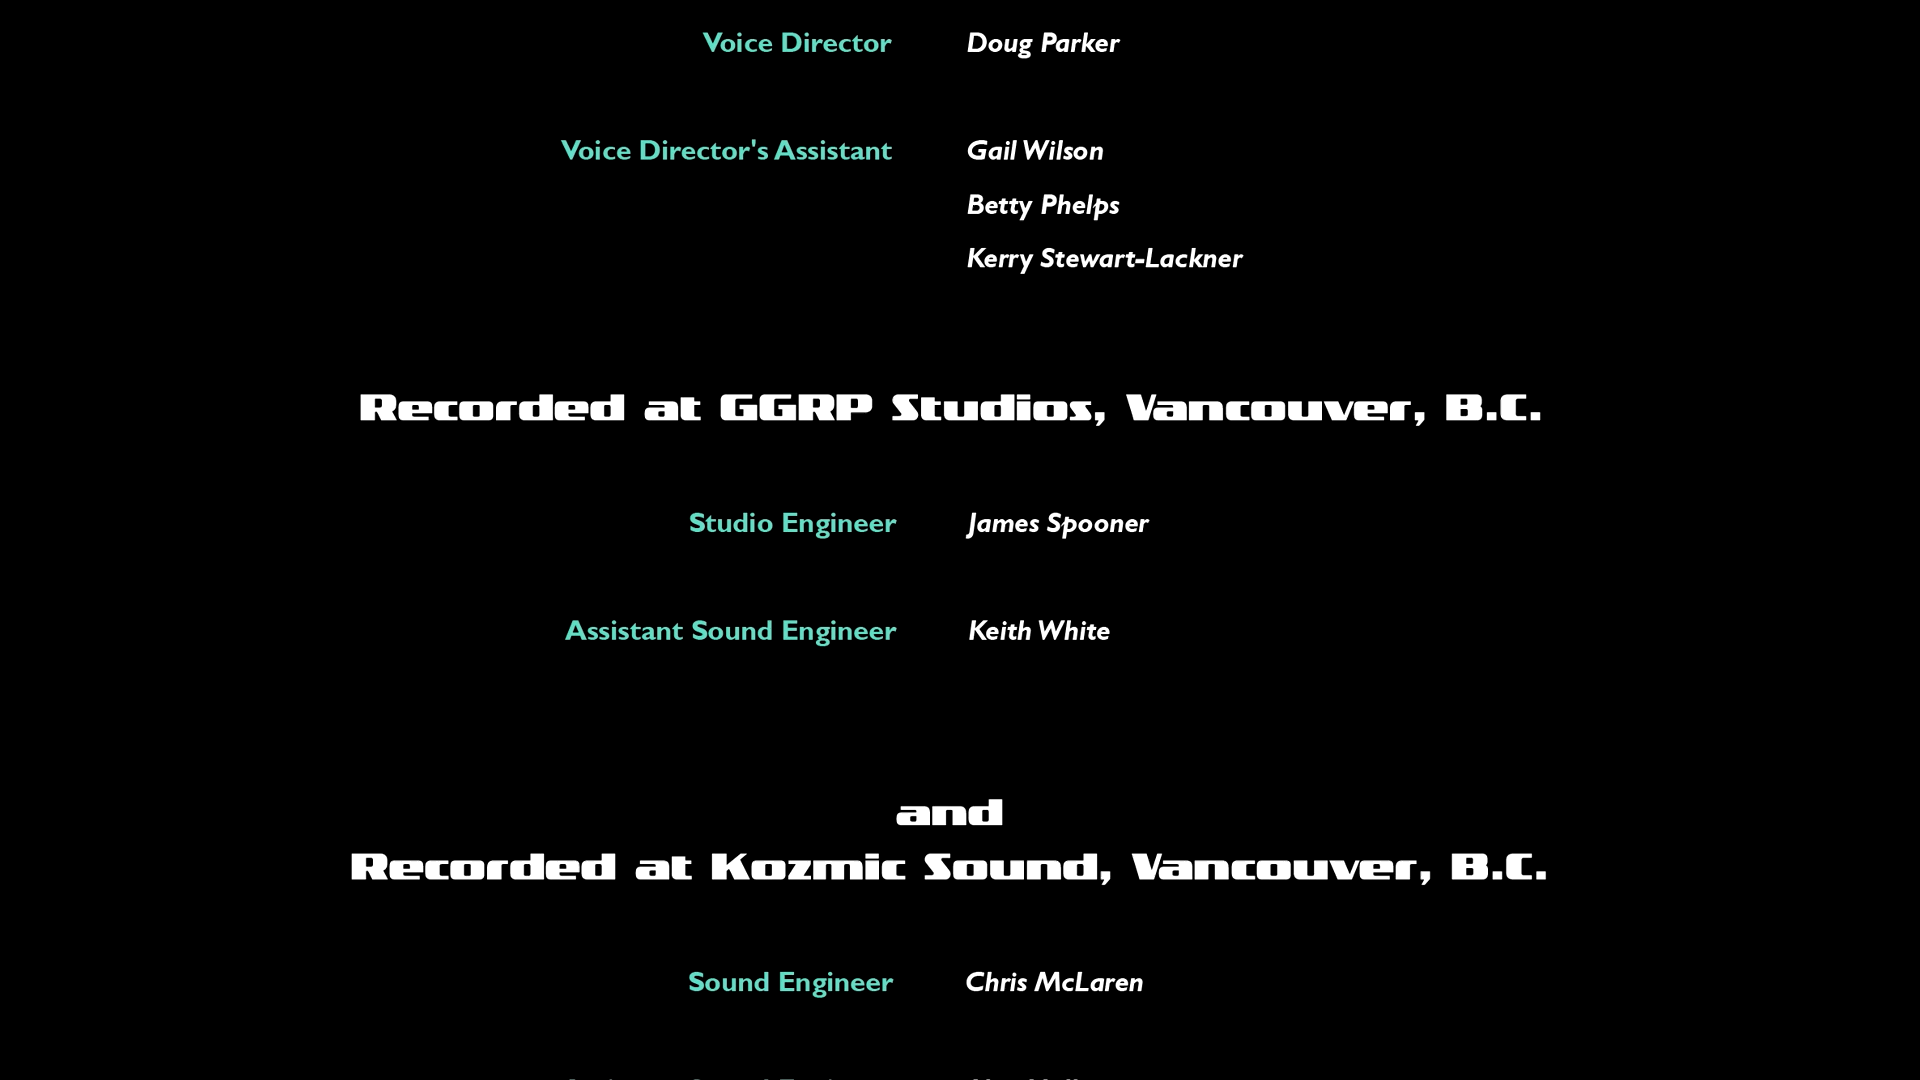 Voice Director Doug Parker
Voice Director's Assistant Gail Wilson
Betty Phelps
Kerry Stewart-Lackner
Recorded at GGRP Studios, Vancouver, B.C.
Studio Engineer James Spooner
Assistant Sound Engineer Keith White
and
Recorded at Kozmic Sound, Vancouver, B.C.
Sound Engineer Chris McLaren